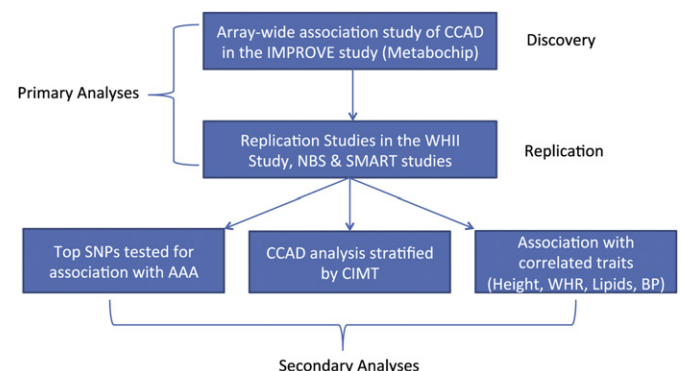 Array-wide association study of CCAD
in the IMPROVE study (Metabochip)
Discovery
Primary Analyses
Replication Studies in the WHII
Study, NBS & SMART studies
Replication
Top SNPs tested for
association with AAA
CCAD analysis stratified
by CIMT
Association with
correlated traits
(Height, WHR, Lipids, BP)
Secondary Analyses